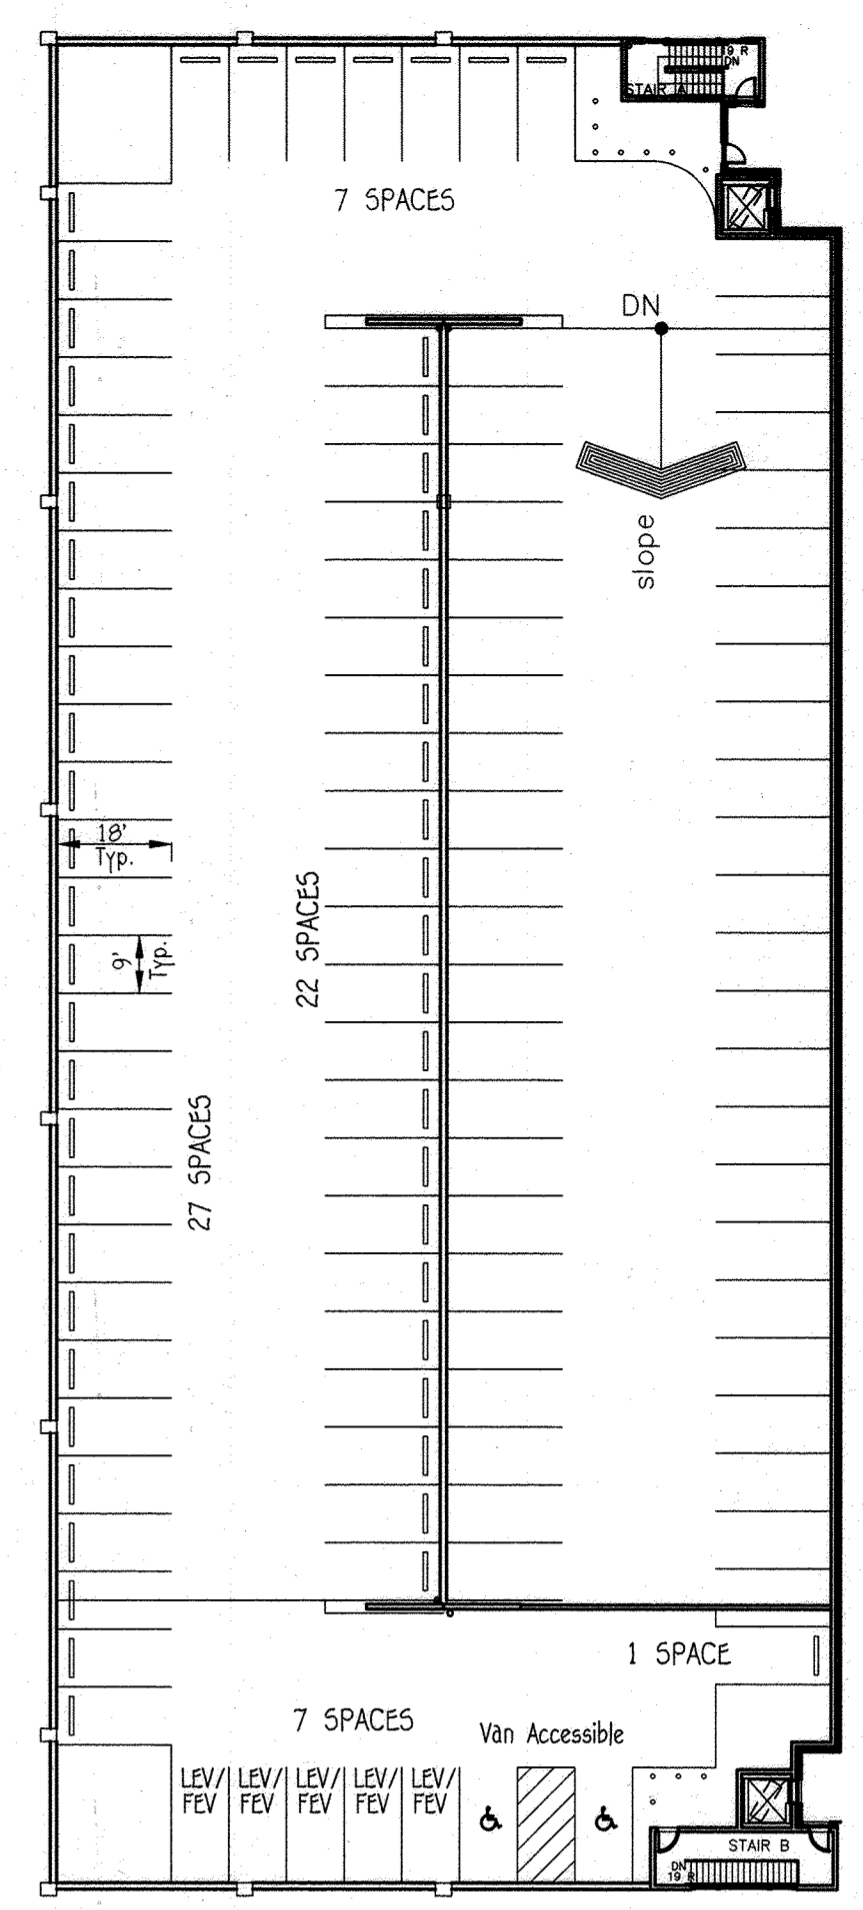 19 R
DN
STAIR A
7 SPACES
DN
slope
18'
Typ.
9'
Typ.
22 SPACES
27 SPACES
1 SPACE
7 SPACES
Van Accessible
LEV/ LEV/ LEV/ LEV/ LEV/
FEV FEV FEV FEV FEV
STAIR B
DN
19 R